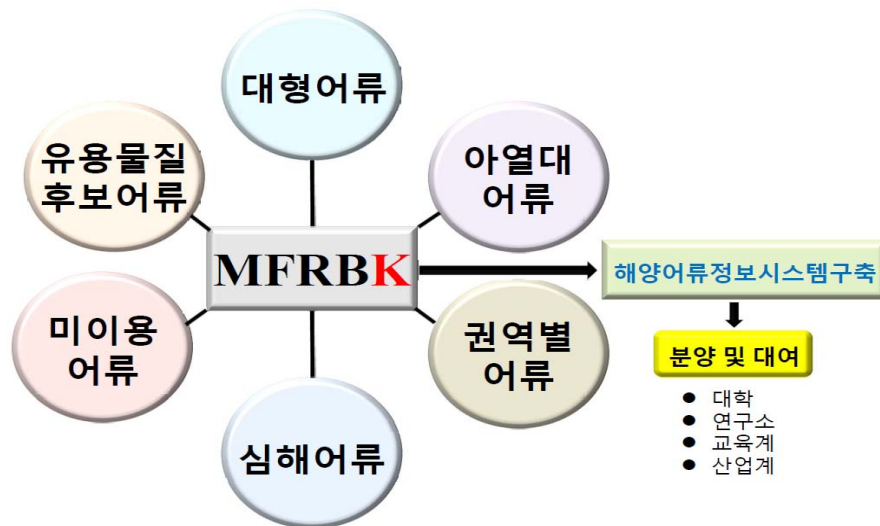 대형어류
유용물질
후보어류
아열대
어류
MFRBK
해양어류정보시스템구축
미이용
어류
권역별
어류
분양 및 대여
● 대학
● 연구소
● 교육계
● 산업계
심해어류